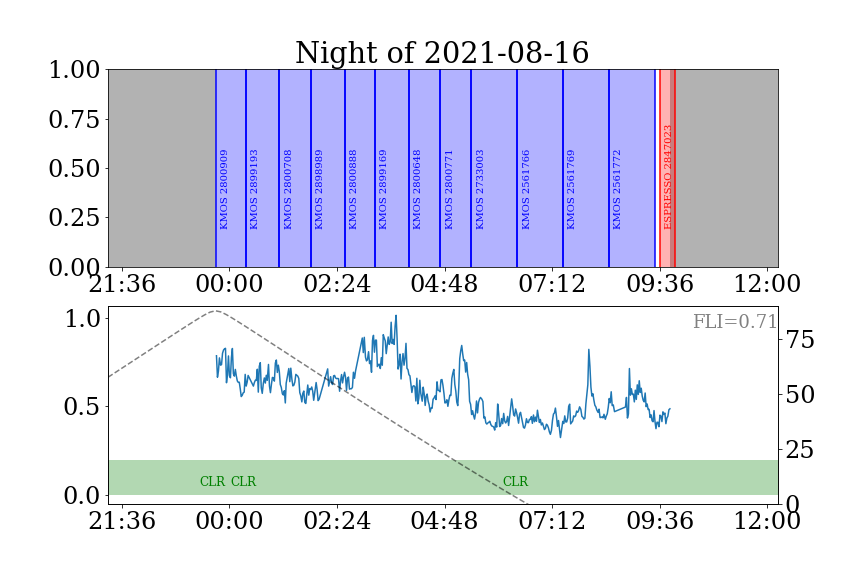 Night of 2021-08-16
1.00
0.75
0.50
0.25
0.00
KMOS 2800909
KMOS 2899193
KMOS 2800708
KMOS 2898989
KMOS 2800888
KMOS 2899169
KMOS 2800648
KMOS 2800771
KMOS 2733003
KMOS 2561766
KMOS 2561769
KMOS 2561772
ESPRESSO 2847023
21:36 00:00 02:24 04:48 07:12 09:36 12:00
FLI=0.71
1.0
0.5
0.0
75
50
25
0
CLR CLR CLR
21:36 00:00 02:24 04:48 07:12 09:36 12:00